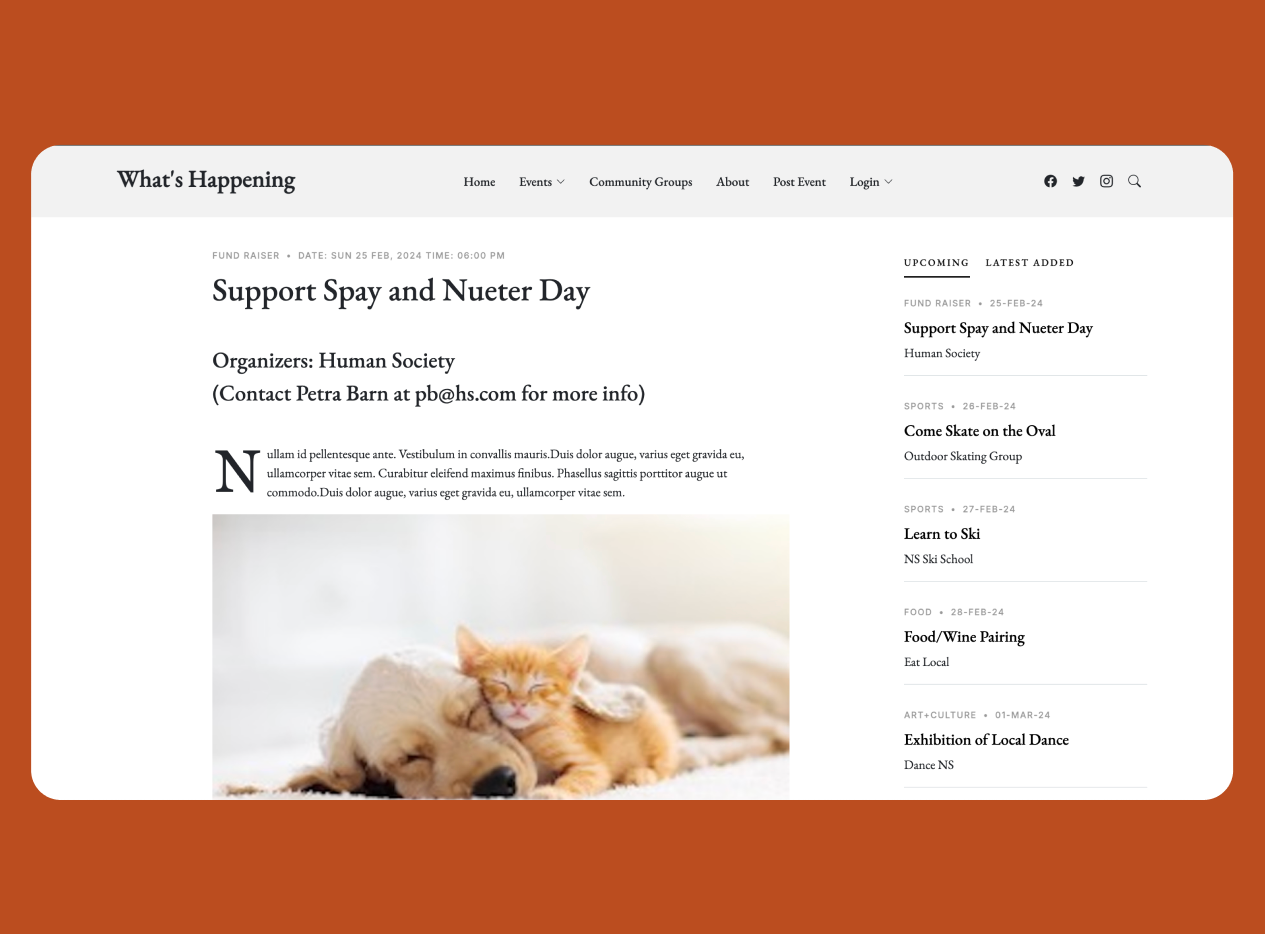 What's Happening
Home Events Community Groups About Post Event Login
FUND RAISER • DATE: SUN 25 FEB, 2024 TIME: 06:00 PM
Support Spay and Nueter Day
Organizers: Human Society
(Contact Petra Barn at pb@hs.com for more info)
Nullam id pellentesque ante. Vestibulum in convallis mauris.Duis dolor augue, varius eget gravida eu,
ullamcorper vitae sem. Curabitur eleifend maximus finibus. Phasellus sagittis porttitor augue ut
commodo.Duis dolor augue, varius eget gravida eu, ullamcorper vitae sem.
UPCOMING LATEST ADDED
FUND RAISER • 25-FEB-24
Support Spay and Nueter Day
Human Society
SPORTS • 26-FEB-24
Come Skate on the Oval
Outdoor Skating Group
SPORTS • 27-FEB-24
Learn to Ski
NS Ski School
FOOD • 28-FEB-24
Food/Wine Pairing
Eat Local
ART+CULTURE • 01-MAR-24
Exhibition of Local Dance
Dance NS